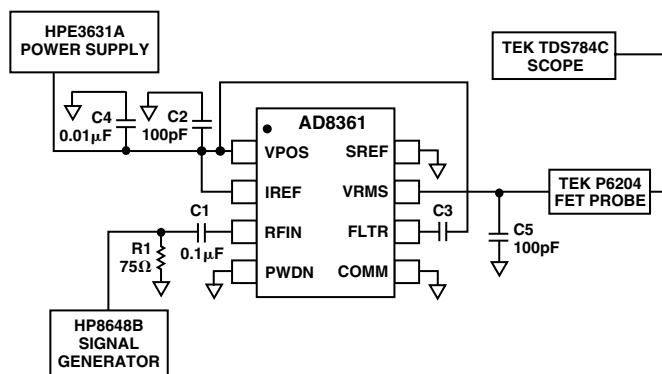 HPE3631A
POWER SUPPLY
TEK TDS784C
SCOPE
C4
0.01μF
C2
100pF
AD8361
VPOS
SREF
IREF
VRMS
TEK P6204
FET PROBE
C1
0.1μF
RFIN
FLTR
C3
C5
100pF
R1
75Ω
PWDN
COMM
HP8648B
SIGNAL
GENERATOR